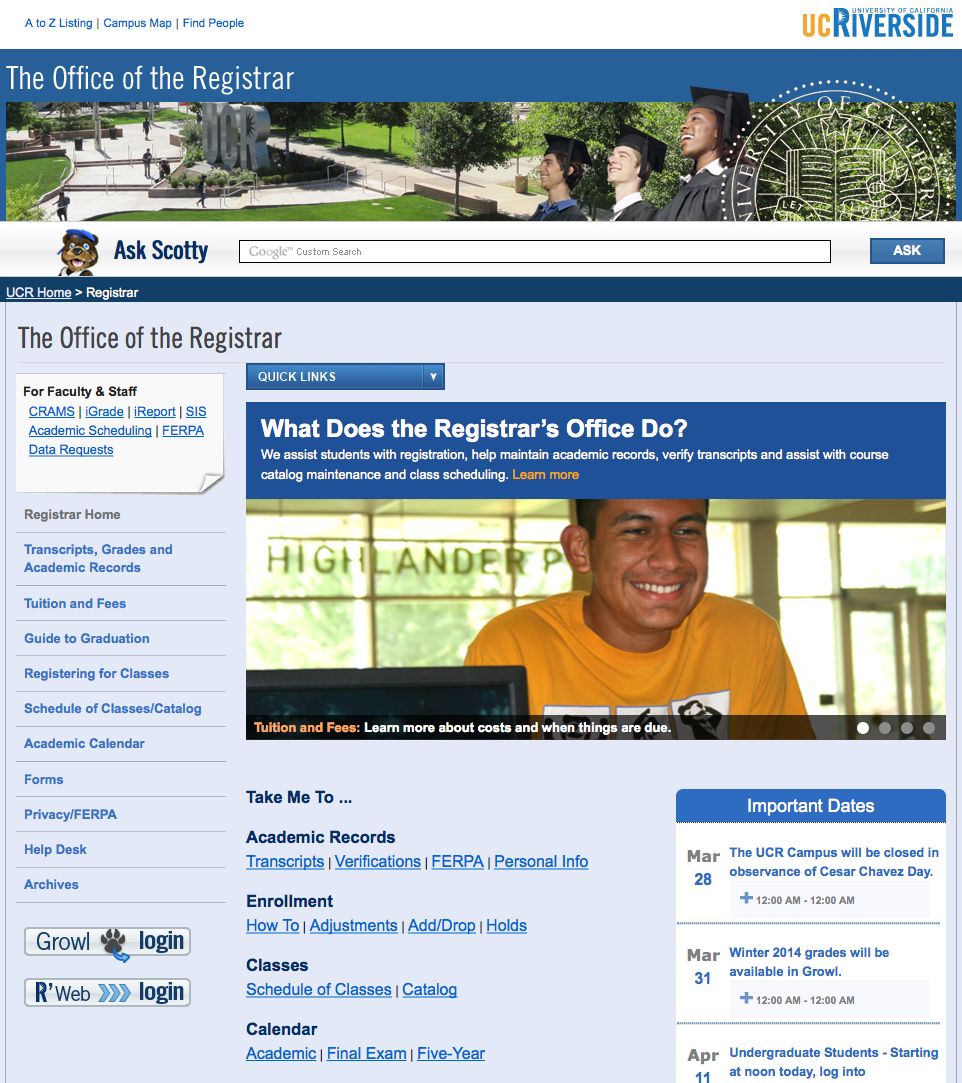 A to Z Listing | Campus Map | Find People
UNIVERSITY OF CALIFORNIA
UCRIVERSIDE
The Office of the Registrar
UCR
UNIVERSITY OF CALIFORNIA
Ask Scotty
Google™ Custom Search
ASK
UCR Home > Registrar
The Office of the Registrar
For Faculty & Staff
CRAMS | iGrade | iReport | SIS
Academic Scheduling | FERPA
Data Requests
Registrar Home
Transcripts, Grades and
Academic Records
Tuition and Fees
Guide to Graduation
Registering for Classes
Schedule of Classes/Catalog
Academic Calendar
Forms
Privacy/FERPA
Help Desk
Archives
Growl login
R'Web login
QUICK LINKS
What Does the Registrar's Office Do?
We assist students with registration, help maintain academic records, verify transcripts and assist with course
catalog maintenance and class scheduling. Learn more
HIGHLANDER P
Tuition and Fees: Learn more about costs and when things are due.
Take Me To ...
Academic Records
Transcripts | Verifications | FERPA | Personal Info
Enrollment
How To | Adjustments | Add/Drop | Holds
Classes
Schedule of Classes | Catalog
Calendar
Academic | Final Exam | Five-Year
Important Dates
Mar
28
The UCR Campus will be closed in
observance of Cesar Chavez Day.
12:00 AM - 12:00 AM
Mar
31
Winter 2014 grades will be
available in Growl.
12:00 AM - 12:00 AM
Apr
11
Undergraduate Students - Starting
at noon today, log into